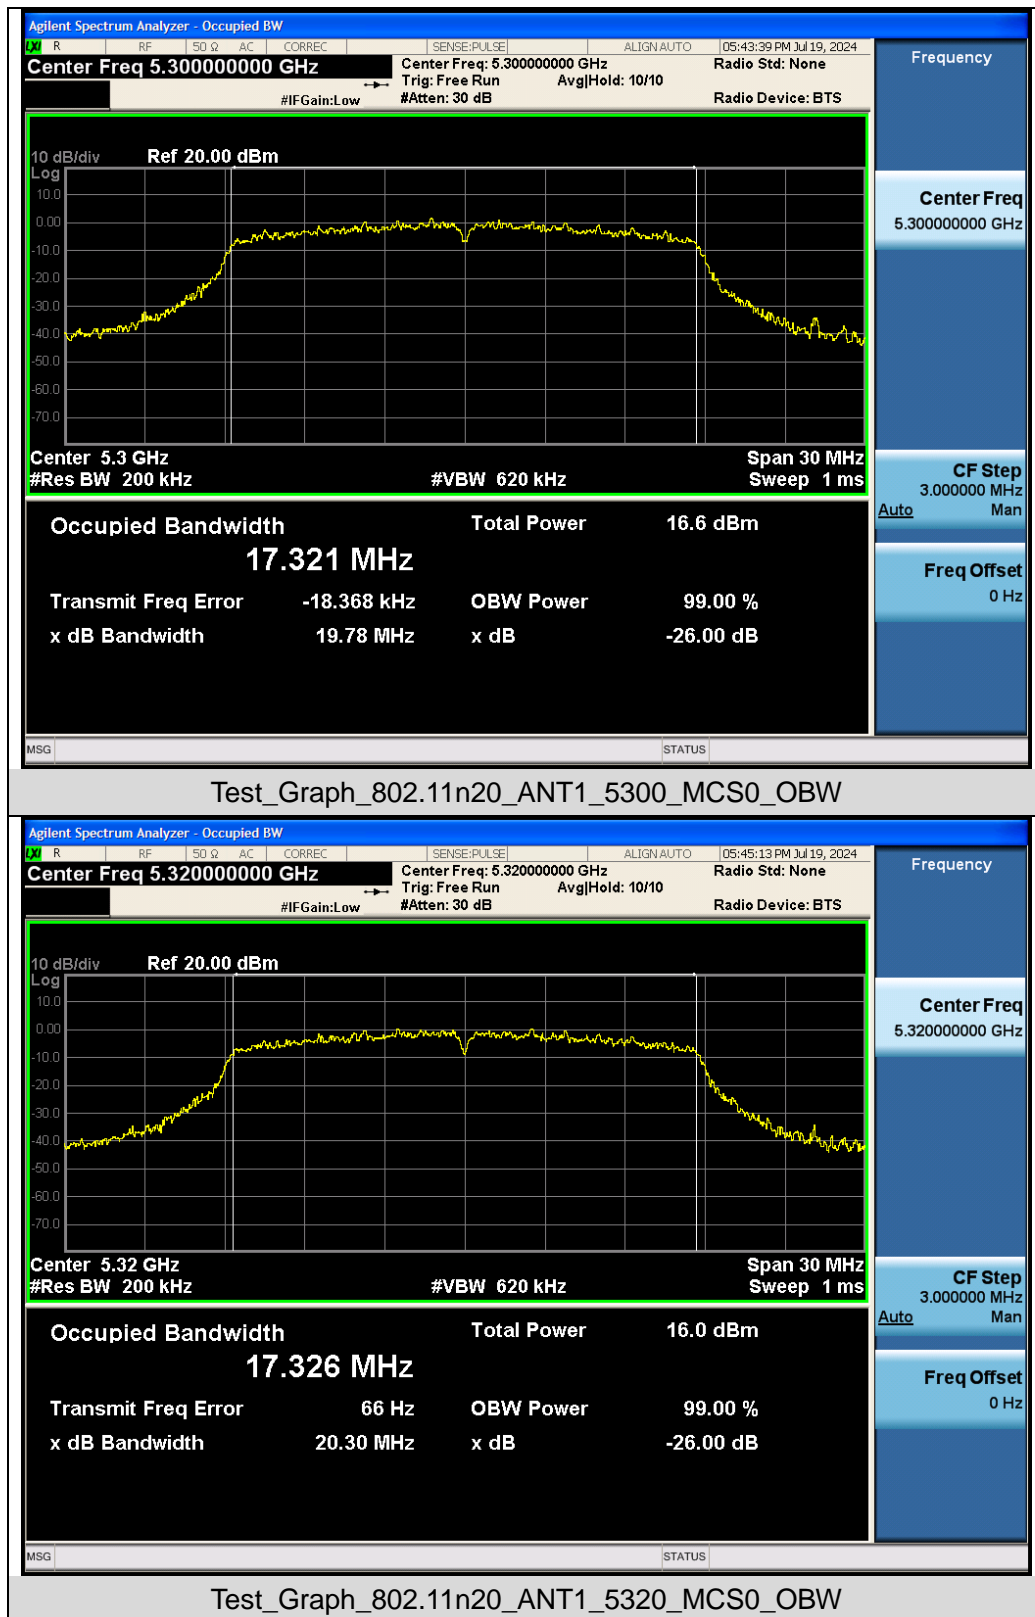 Agilent Spectrum Analyzer - Occupied BW
LXI R RF 50 Ω AC CORREC SENSE:PULSE ALIGN AUTO 05:43:39 PM Jul 19, 2024
Center Freq 5.300000000 GHz
Center Freq: 5.300000000 GHz Radio Std: None
Trig: Free Run Avg|Hold: 10/10
#IFGain:Low #Atten: 30 dB Radio Device: BTS
Frequency
10 dB/div Ref 20.00 dBm
Log
10.0
0.00
-10.0
-20.0
-30.0
-40.0
-50.0
-60.0
-70.0
Center 5.3 GHz Span 30 MHz
#Res BW 200 kHz #VBW 620 kHz Sweep 1 ms
Center Freq
5.300000000 GHz
CF Step
3.000000 MHz
Auto Man
Freq Offset
0 Hz
Occupied Bandwidth Total Power 16.6 dBm
17.321 MHz
Transmit Freq Error -18.368 kHz OBW Power 99.00 %
x dB Bandwidth 19.78 MHz x dB -26.00 dB
MSG STATUS
Test_Graph_802.11n20_ANT1_5300_MCS0_OBW
Agilent Spectrum Analyzer - Occupied BW
LXI R RF 50 Ω AC CORREC SENSE:PULSE ALIGN AUTO 05:45:13 PM Jul 19, 2024
Center Freq 5.320000000 GHz
Center Freq: 5.320000000 GHz Radio Std: None
Trig: Free Run Avg|Hold: 10/10
#IFGain:Low #Atten: 30 dB Radio Device: BTS
Frequency
10 dB/div Ref 20.00 dBm
Log
10.0
0.00
-10.0
-20.0
-30.0
-40.0
-50.0
-60.0
-70.0
Center 5.32 GHz Span 30 MHz
#Res BW 200 kHz #VBW 620 kHz Sweep 1 ms
Center Freq
5.320000000 GHz
CF Step
3.000000 MHz
Auto Man
Freq Offset
0 Hz
Occupied Bandwidth Total Power 16.0 dBm
17.326 MHz
Transmit Freq Error 66 Hz OBW Power 99.00 %
x dB Bandwidth 20.30 MHz x dB -26.00 dB
MSG STATUS
Test_Graph_802.11n20_ANT1_5320_MCS0_OBW